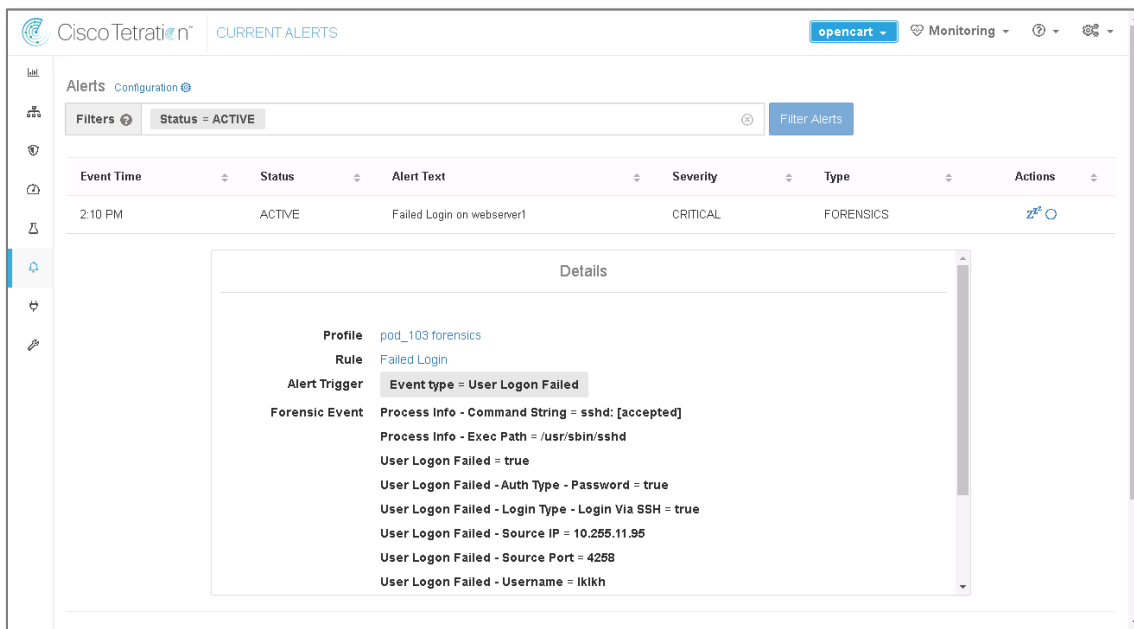 Cisco Tetration™ CURRENT ALERTS opencart Monitoring
Alerts Configuration
Filters Status = ACTIVE Filter Alerts
Event Time Status Alert Text Severity Type Actions
2:10 PM ACTIVE Failed Login on webserver1 CRITICAL FORENSICS zzz
Details
Profile pod_103 forensics
Rule Failed Login
Alert Trigger Event type = User Logon Failed
Forensic Event Process Info - Command String = sshd: [accepted]
Process Info - Exec Path = /usr/sbin/sshd
User Logon Failed = true
User Logon Failed - Auth Type - Password = true
User Logon Failed - Login Type - Login Via SSH = true
User Logon Failed - Source IP = 10.255.11.95
User Logon Failed - Source Port = 4258
User Logon Failed - Username = lklkh